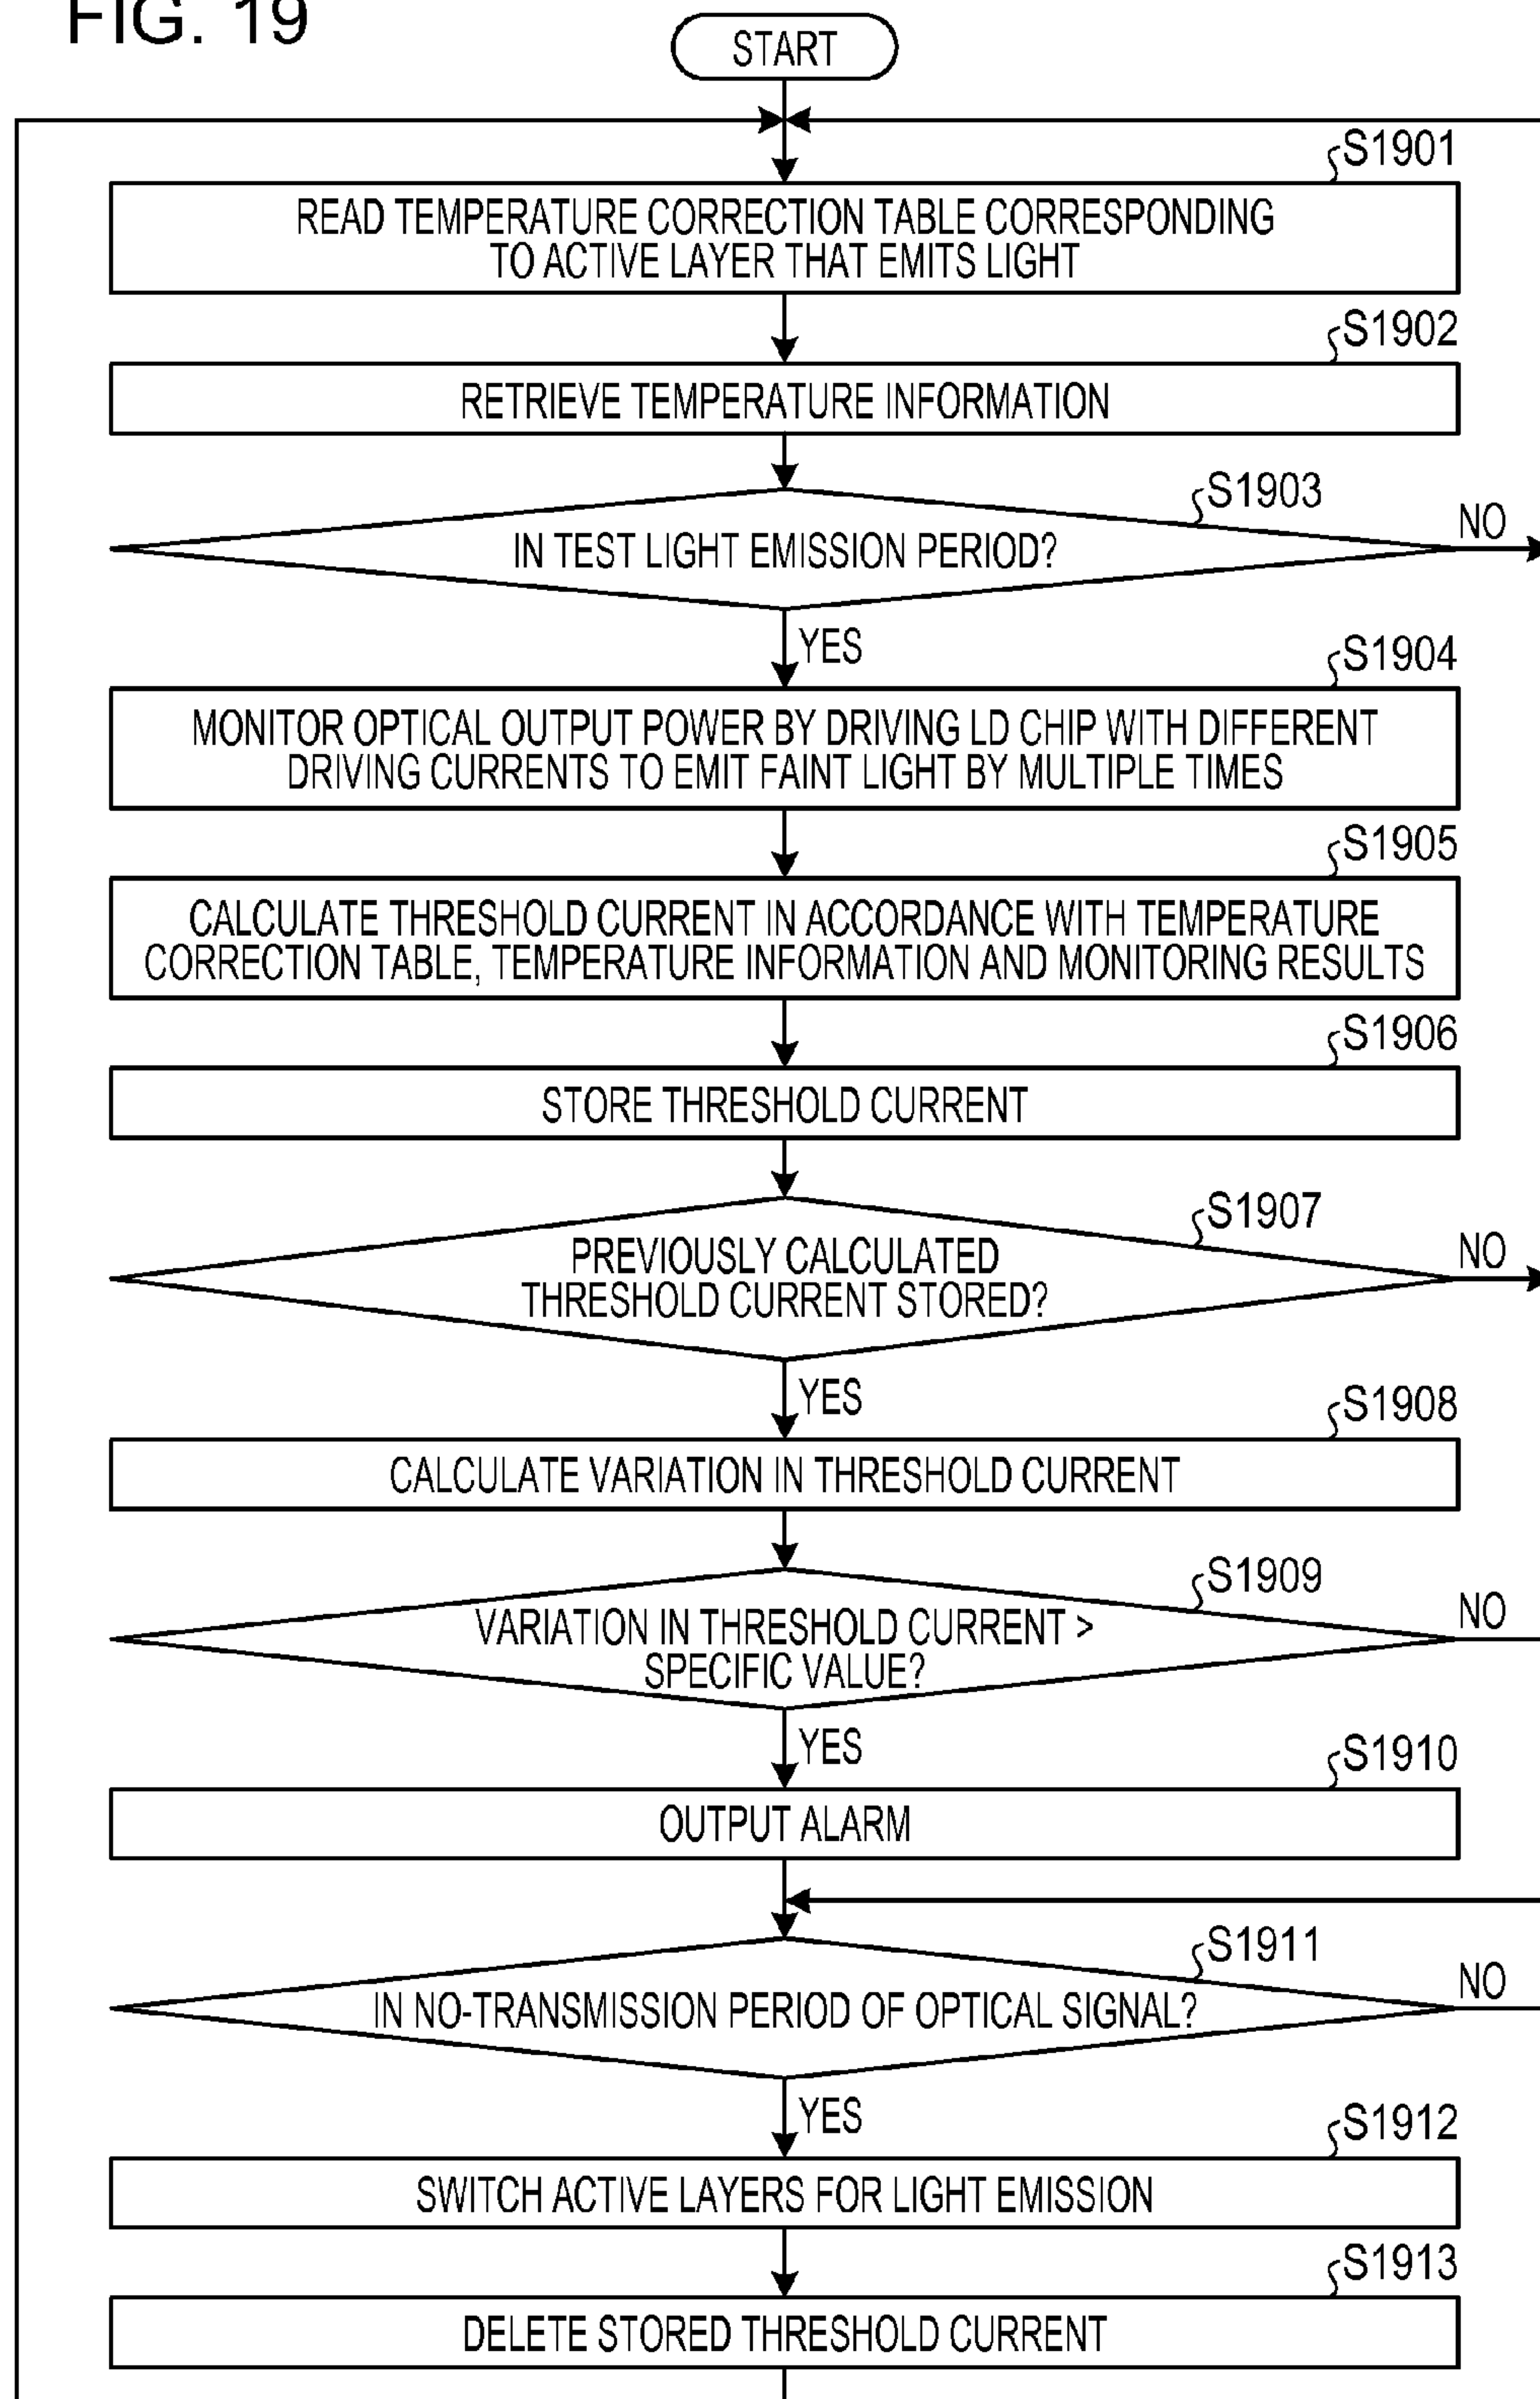 FIG. 19
START
S1901
READ TEMPERATURE CORRECTION TABLE CORRESPONDING
TO ACTIVE LAYER THAT EMITS LIGHT
S1902
RETRIEVE TEMPERATURE INFORMATION
S1903
IN TEST LIGHT EMISSION PERIOD?
NO
YES
S1904
MONITOR OPTICAL OUTPUT POWER BY DRIVING LD CHIP WITH DIFFERENT
DRIVING CURRENTS TO EMIT FAINT LIGHT BY MULTIPLE TIMES
S1905
CALCULATE THRESHOLD CURRENT IN ACCORDANCE WITH TEMPERATURE
CORRECTION TABLE, TEMPERATURE INFORMATION AND MONITORING RESULTS
S1906
STORE THRESHOLD CURRENT
S1907
PREVIOUSLY CALCULATED
THRESHOLD CURRENT STORED?
NO
YES
S1908
CALCULATE VARIATION IN THRESHOLD CURRENT
S1909
VARIATION IN THRESHOLD CURRENT >
SPECIFIC VALUE?
NO
YES
S1910
OUTPUT ALARM
S1911
IN NO-TRANSMISSION PERIOD OF OPTICAL SIGNAL?
NO
YES
S1912
SWITCH ACTIVE LAYERS FOR LIGHT EMISSION
S1913
DELETE STORED THRESHOLD CURRENT